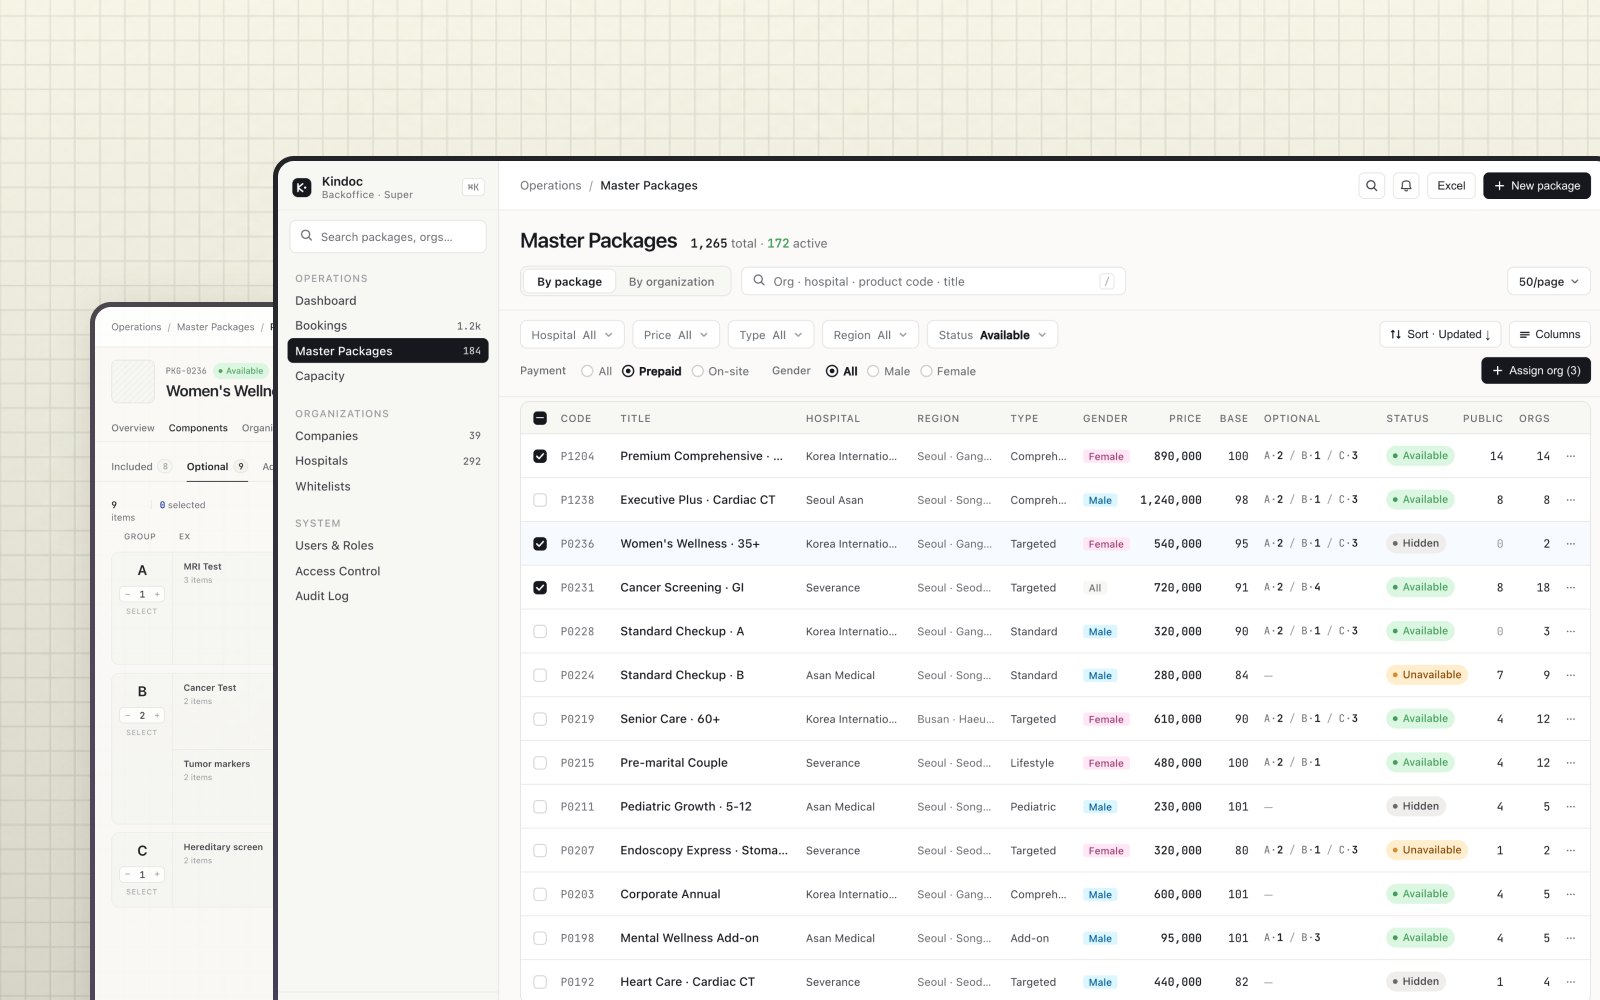 Kindoc
Backoffice · Super
⌘K
Search packages, orgs...
OPERATIONS
Dashboard
Bookings 1.2k
Master Packages 184
Capacity
ORGANIZATIONS
Companies 39
Hospitals 292
Whitelists
SYSTEM
Users & Roles
Access Control
Audit Log
Operations / Master Packages
Excel
+ New package
Master Packages 1,265 total · 172 active
By package By organization Org · hospital · product code · title / 50/page
Hospital All Price All Type All Region All Status Available Sort · Updated ↓ Columns
Payment All Prepaid On-site Gender All Male Female + Assign org (3)
CODE TITLE HOSPITAL REGION TYPE GENDER PRICE BASE OPTIONAL STATUS PUBLIC ORGS
P1204 Premium Comprehensive · ... Korea Internatio... Seoul · Gang... Compreh... Female 890,000 100 A·2 / B·1 / C·3 Available 14 14 ···
P1238 Executive Plus · Cardiac CT Seoul Asan Seoul · Song... Compreh... Male 1,240,000 98 A·2 / B·1 / C·3 Available 8 8 ···
P0236 Women's Wellness · 35+ Korea Internatio... Seoul · Gang... Targeted Female 540,000 95 A·2 / B·1 / C·3 Hidden 0 2 ···
P0231 Cancer Screening · GI Severance Seoul · Seod... Targeted All 720,000 91 A·2 / B·4 Available 8 18 ···
P0228 Standard Checkup · A Korea Internatio... Seoul · Gang... Standard Male 320,000 90 A·2 / B·1 / C·3 Available 0 3 ···
P0224 Standard Checkup · B Asan Medical Seoul · Song... Standard Male 280,000 84 — Unavailable 7 9 ···
P0219 Senior Care · 60+ Korea Internatio... Busan · Haeu... Targeted Female 610,000 90 A·2 / B·1 / C·3 Available 4 12 ···
P0215 Pre-marital Couple Severance Seoul · Seod... Lifestyle Female 480,000 100 A·2 / B·1 Available 4 12 ···
P0211 Pediatric Growth · 5-12 Asan Medical Seoul · Song... Pediatric Male 230,000 101 — Hidden 4 5 ···
P0207 Endoscopy Express · Stoma... Severance Seoul · Seod... Targeted Female 320,000 80 A·2 / B·1 / C·3 Unavailable 1 2 ···
P0203 Corporate Annual Korea Internatio... Seoul · Gang... Compreh... Male 600,000 101 — Available 4 5 ···
P0198 Mental Wellness Add-on Asan Medical Seoul · Song... Add-on Male 95,000 101 A·1 / B·3 Available 4 5 ···
P0192 Heart Care · Cardiac CT Severance Seoul · Seod... Targeted Male 440,000 82 — Hidden 1 4 ···
Operations / Master Packages /
PKG-0236 Available
Women's Welln
Overview Components Organi
Included 8 Optional 9 Ad
9 items 0 selected
GROUP EX
A MRI Test
3 items
− 1 +
SELECT
B Cancer Test
2 items
− 2 +
SELECT
Tumor markers
2 items
C Hereditary screen
2 items
− 1 +
SELECT